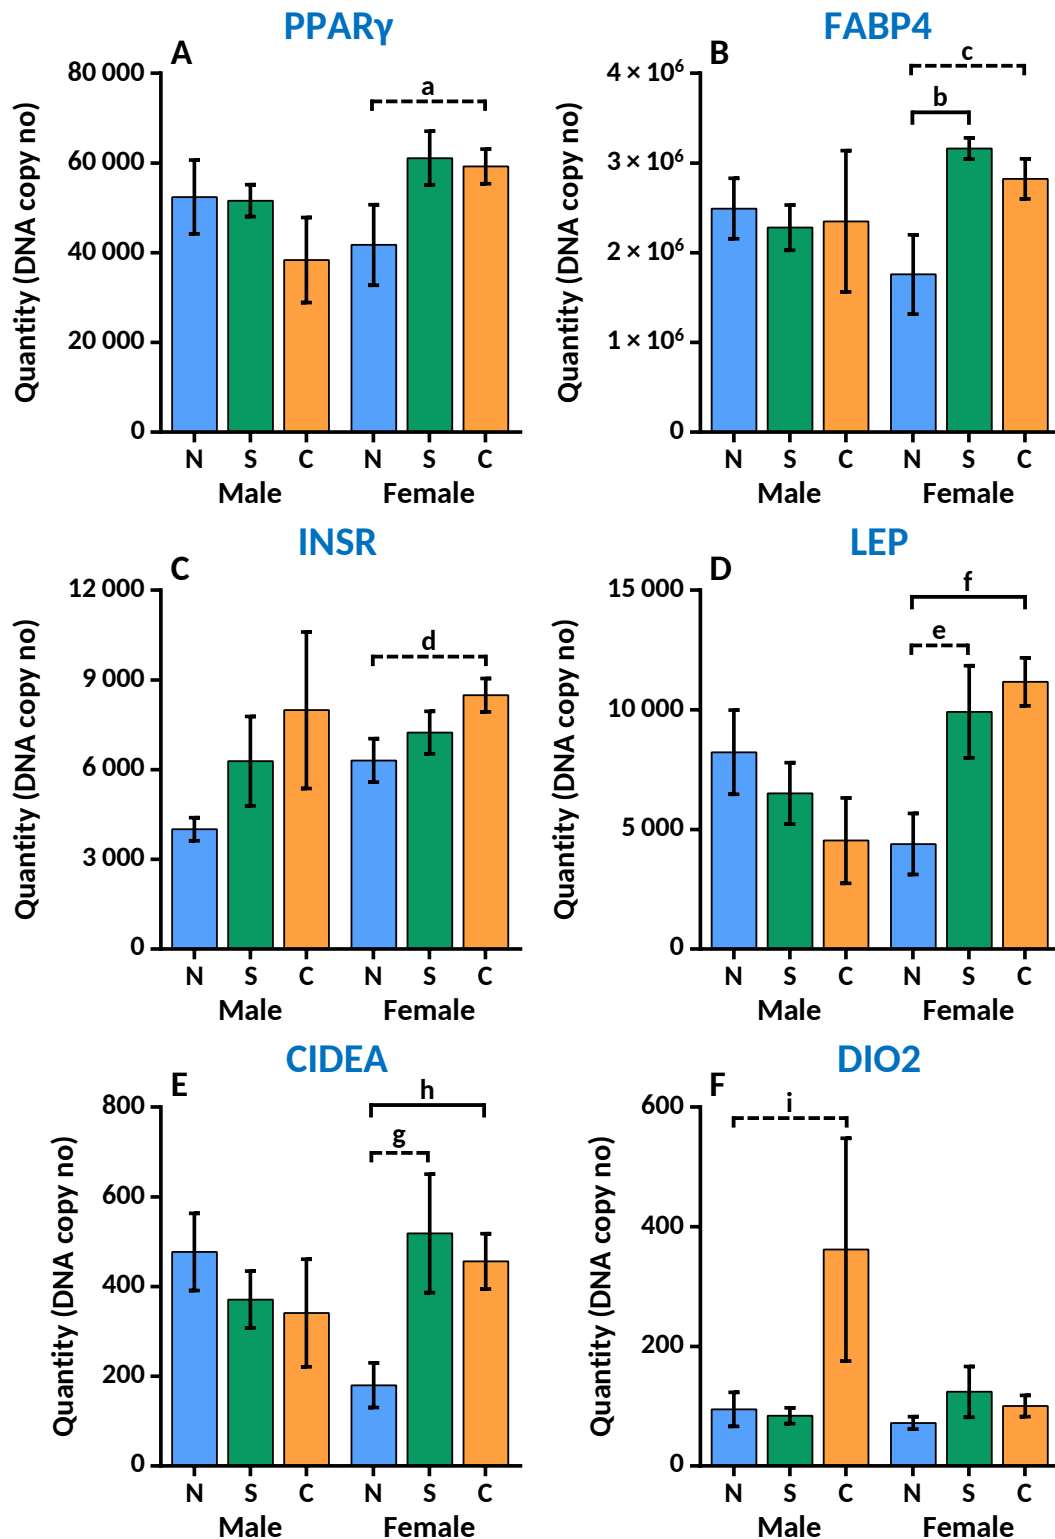 PPARγ
A
Quantity (DNA copy no)
80 000
60 000
40 000
20 000
0
a
N S C N S C
Male Female
FABP4
B
Quantity (DNA copy no)
4 × 10⁶
3 × 10⁶
2 × 10⁶
1 × 10⁶
0
c
b
N S C N S C
Male Female
INSR
C
Quantity (DNA copy no)
12 000
9 000
6 000
3 000
0
d
N S C N S C
Male Female
LEP
D
Quantity (DNA copy no)
15 000
10 000
5 000
0
f
e
N S C N S C
Male Female
CIDEA
E
Quantity (DNA copy no)
800
600
400
200
0
h
g
N S C N S C
Male Female
DIO2
F
Quantity (DNA copy no)
600
400
200
0
i
N S C N S C
Male Female